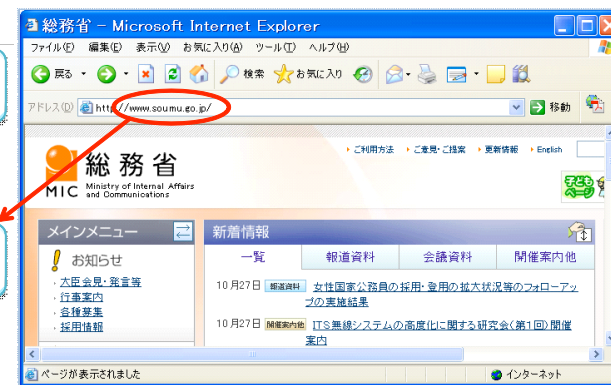 総務省 - Microsoft Internet Explorer
ファイル(F) 編集(E) 表示(V) お気に入り(A) ツール(T) ヘルプ(H)
戻る 検索 お気に入り
アドレス(D) http://www.soumu.go.jp/ 移動
ご利用方法 ご意見・ご提案 更新情報 English
総務省
MIC Ministry of Internal Affairs
and Communications
子ども
ページ
メインメニュー
お知らせ
大臣会見・発言等
行事案内
各種募集
採用情報
新着情報
一覧 報道資料 会議資料 開催案内他
10月27日 報道資料 女性国家公務員の採用・登用の拡大状況等のフォローアッ
プの実施結果
10月27日 開催案内他 ITS無線システムの高度化に関する研究会(第1回)開催
案内
ページが表示されました インターネット